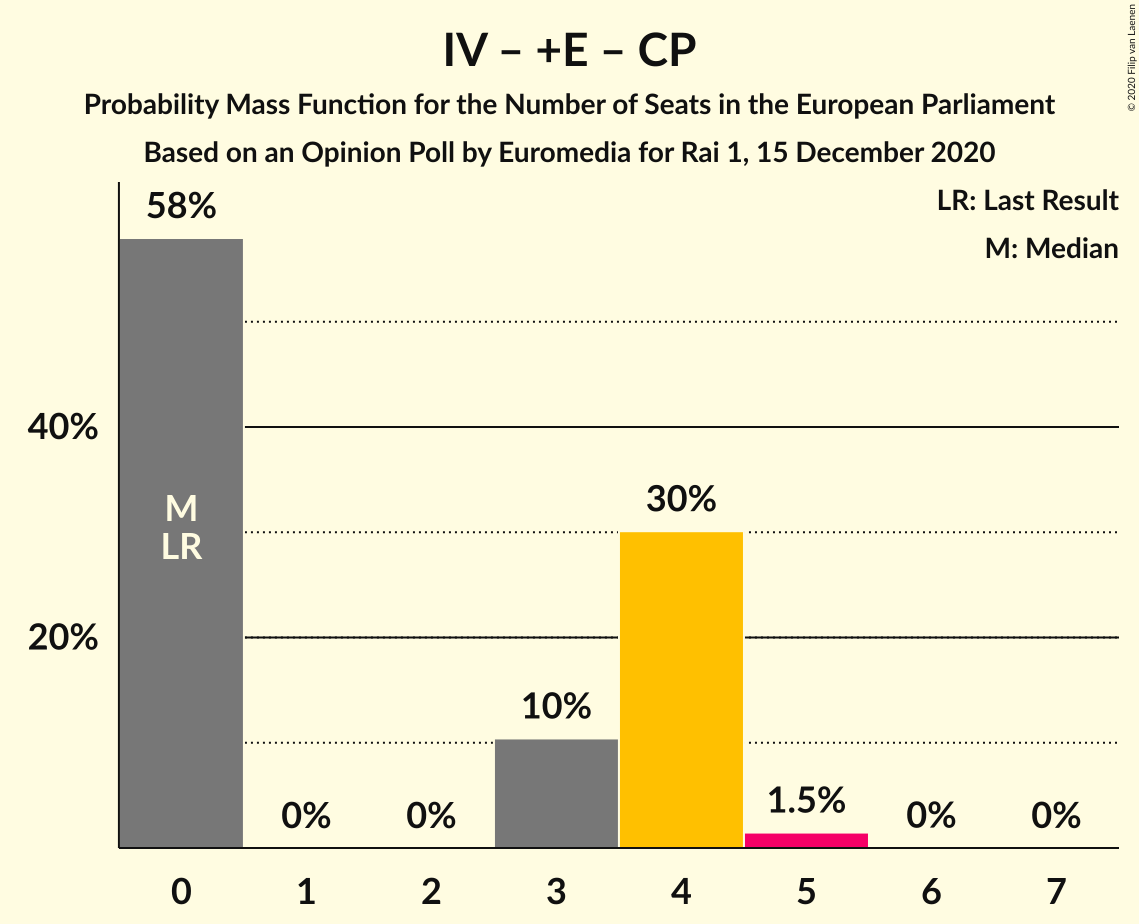 IV – +E – CP
Probability Mass Function for the Number of Seats in the European Parliament
Based on an Opinion Poll by Euromedia for Rai 1, 15 December 2020
© 2020 Filip van Laenen
LR: Last Result
M: Median
58%
40%
20%
M
LR
0%
0%
10%
30%
1.5%
0%
0%
0 1 2 3 4 5 6 7